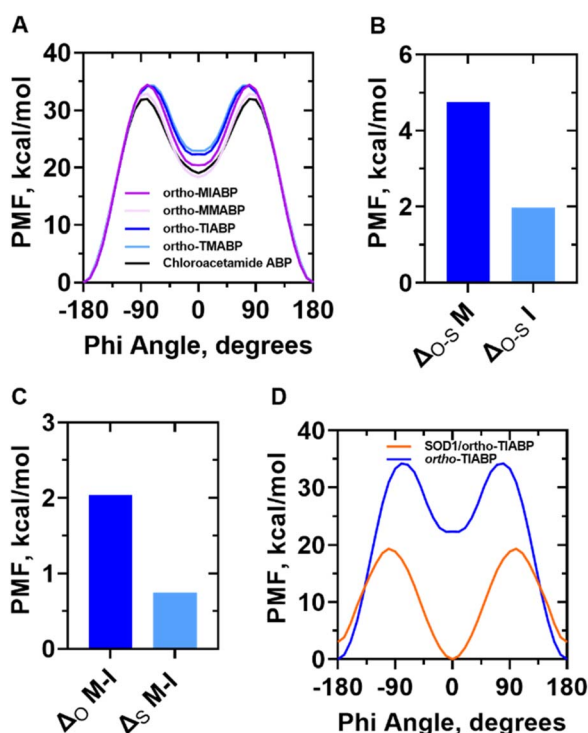 A
PMF, kcal/mol
40
30
20
10
0
ortho-MIABP
ortho-MMABP
ortho-TIABP
ortho-TMABP
Chloroacetamide ABP
-180 -90 0 90 180
Phi Angle, degrees
B
PMF, kcal/mol
6
4
2
0
ΔO-S M
ΔO-S I
C
PMF, kcal/mol
3
2
1
0
ΔO M-I
ΔS M-I
D
PMF, kcal/mol
40
30
20
10
0
SOD1/ortho-TIABP
ortho-TIABP
-180 -90 0 90 180
Phi Angle, degrees